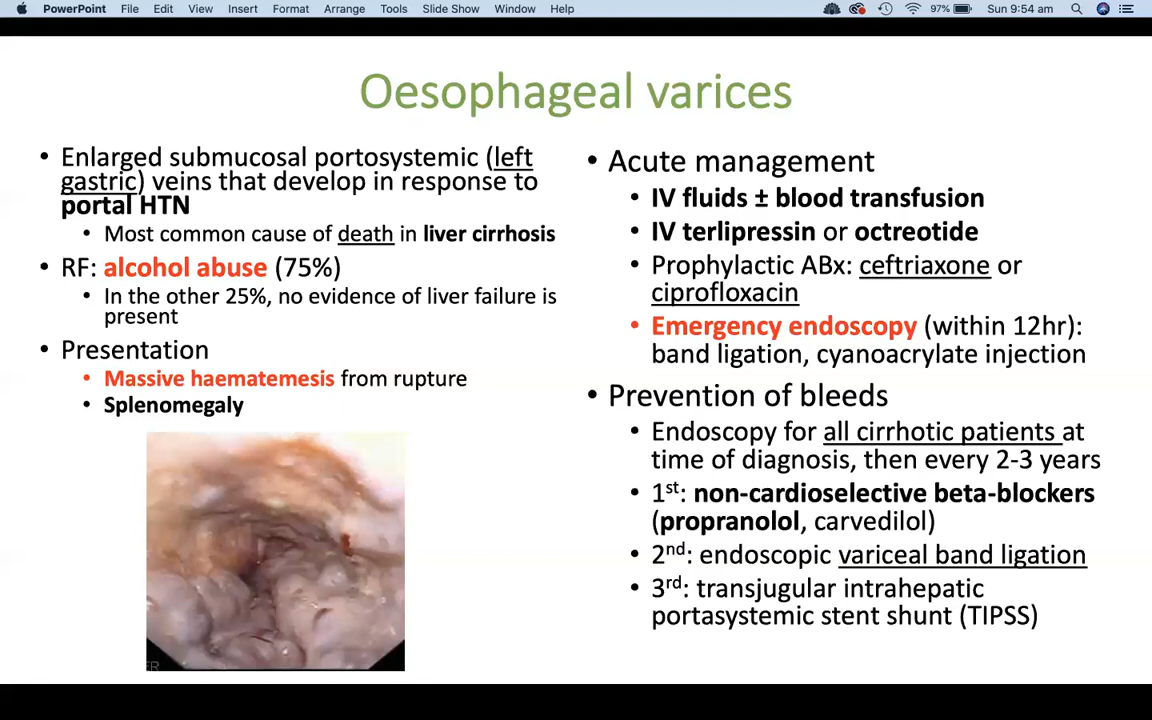 PowerPoint File Edit View Insert Format Arrange Tools Slide Show Window Help 97% Sun 9:54 am
Oesophageal varices
• Enlarged submucosal portosystemic (left
gastric) veins that develop in response to
portal HTN
• Most common cause of death in liver cirrhosis
• RF: alcohol abuse (75%)
• In the other 25%, no evidence of liver failure is
present
• Presentation
• Massive haematemesis from rupture
• Splenomegaly
ER
• Acute management
• IV fluids ± blood transfusion
• IV terlipressin or octreotide
• Prophylactic ABx: ceftriaxone or
ciprofloxacin
• Emergency endoscopy (within 12hr):
band ligation, cyanoacrylate injection
• Prevention of bleeds
• Endoscopy for all cirrhotic patients at
time of diagnosis, then every 2-3 years
• 1st: non-cardioselective beta-blockers
(propranolol, carvedilol)
• 2nd: endoscopic variceal band ligation
• 3rd: transjugular intrahepatic
portasystemic stent shunt (TIPSS)